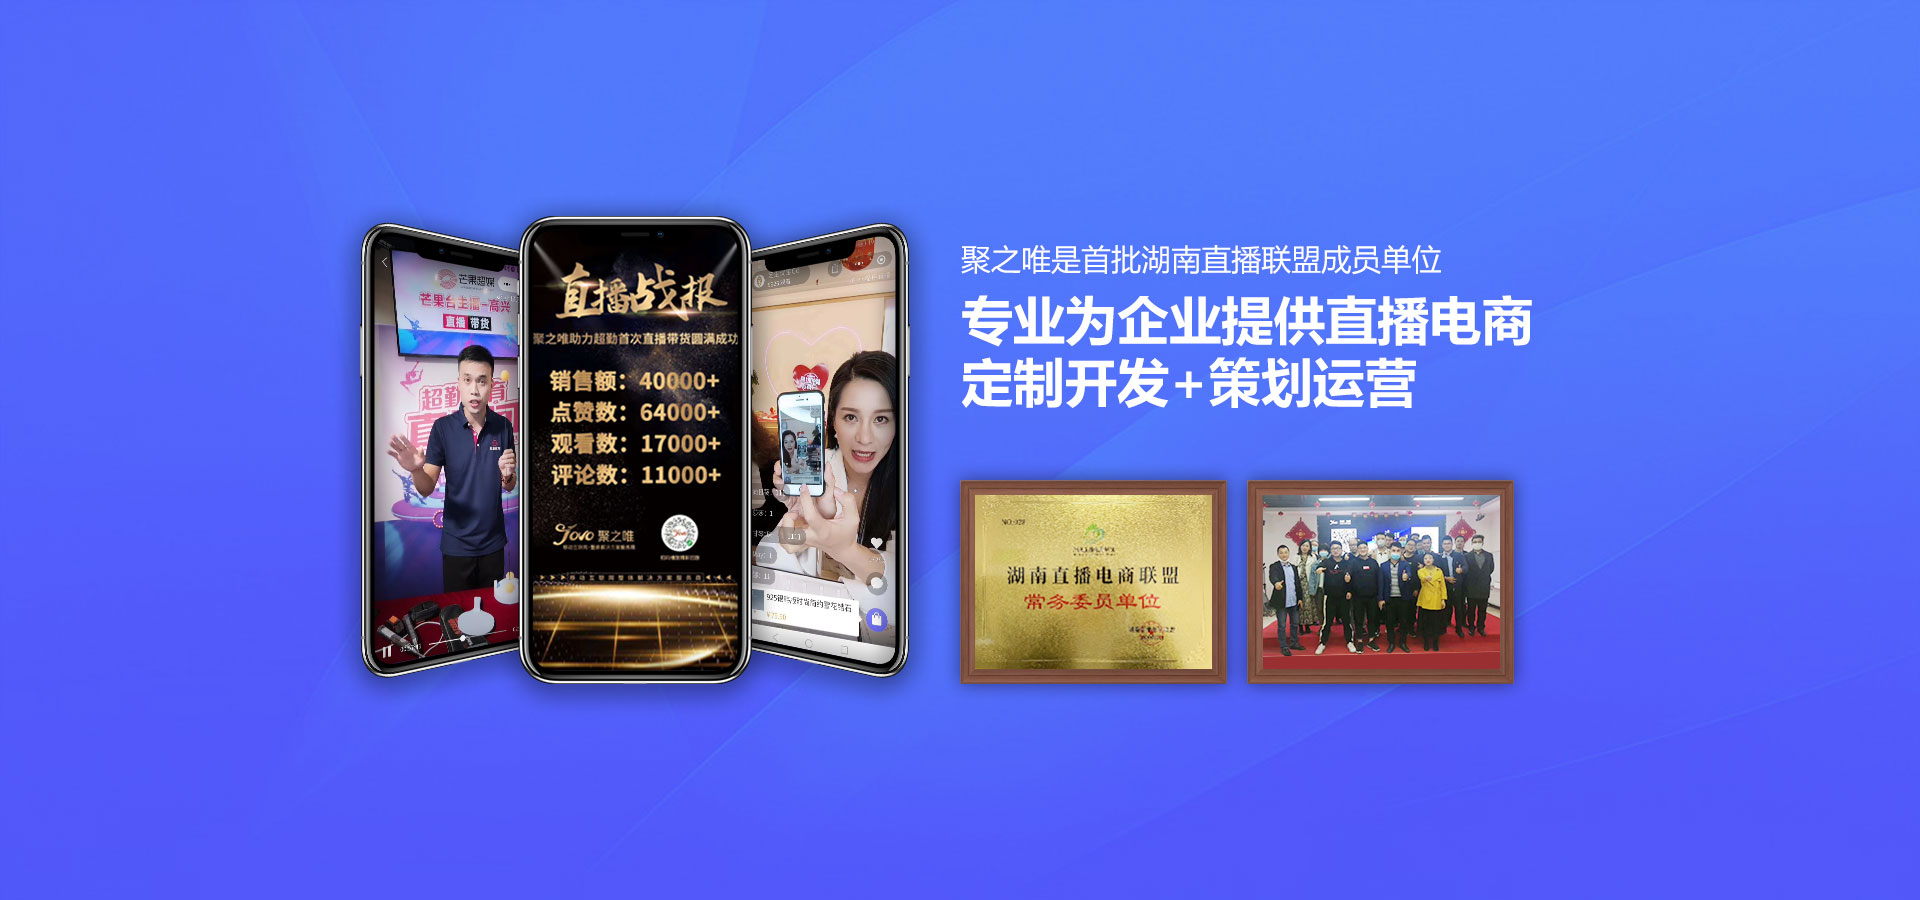 聚之唯是首批湖南直播联盟成员单位
专业为企业提供直播电商
定制开发+策划运营
芒果超媒
芒果台主播—高兴
直播 带货
超勤 育
直播战报
聚之唯助力超勤首次直播带货圆满成功
销售额：40000+
点赞数：64000+
观看数：17000+
评论数：11000+
Jovo 聚之唯
湖南直播电商联盟
常务委员单位